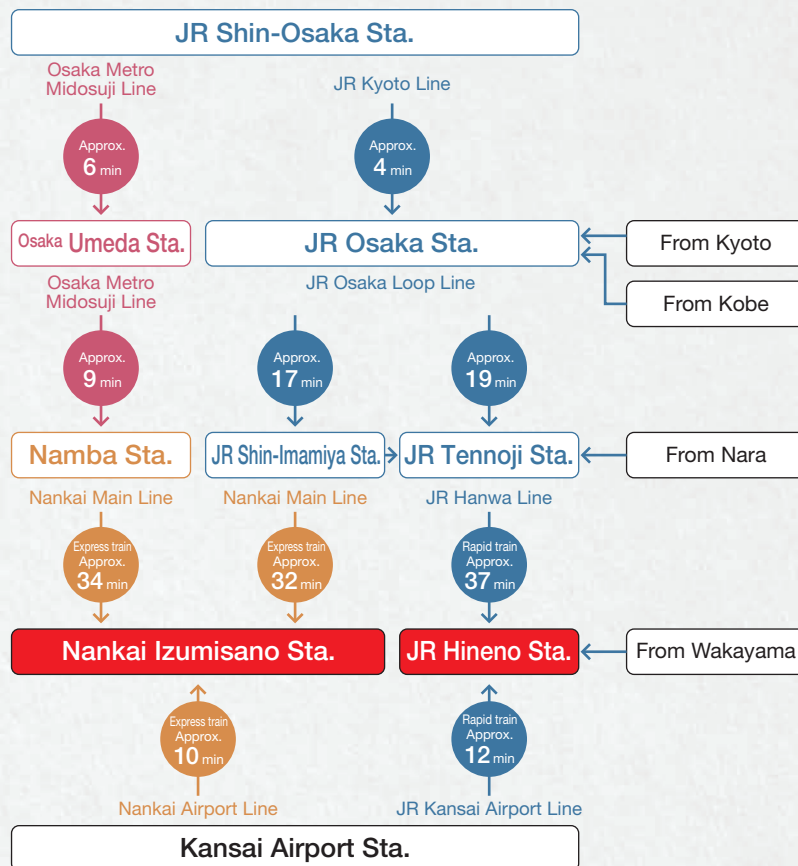 JR Shin-Osaka Sta.
Osaka Metro
Midosuji Line
JR Kyoto Line
Approx.
6 min
Approx.
4 min
Osaka Umeda Sta.
JR Osaka Sta.
From Kyoto
From Kobe
Osaka Metro
Midosuji Line
JR Osaka Loop Line
Approx.
9 min
Approx.
17 min
Approx.
19 min
Namba Sta.
JR Shin-Imamiya Sta.
JR Tennoji Sta.
From Nara
Nankai Main Line
Nankai Main Line
JR Hanwa Line
Express train
Approx.
34 min
Express train
Approx.
32 min
Rapid train
Approx.
37 min
Nankai Izumisano Sta.
JR Hineno Sta.
From Wakayama
Express train
Approx.
10 min
Rapid train
Approx.
12 min
Nankai Airport Line
JR Kansai Airport Line
Kansai Airport Sta.